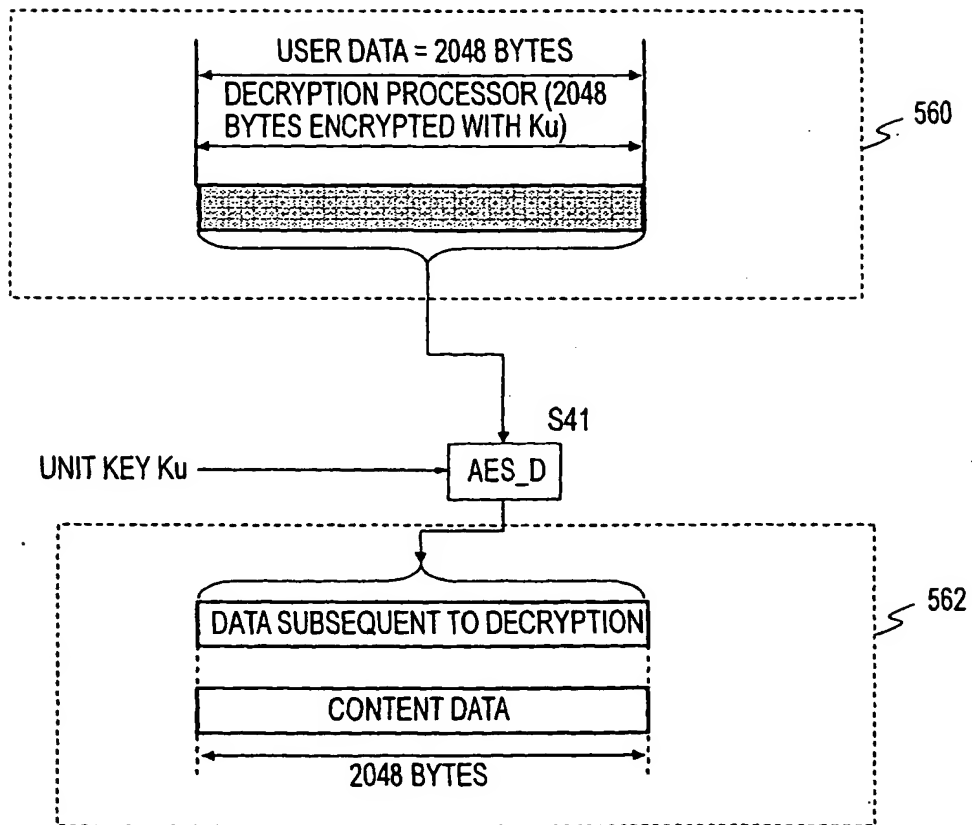 USER DATA = 2048 BYTES
DECRYPTION PROCESSOR (2048
BYTES ENCRYPTED WITH Ku)
560
S41
UNIT KEY Ku
AES_D
DATA SUBSEQUENT TO DECRYPTION
562
CONTENT DATA
2048 BYTES